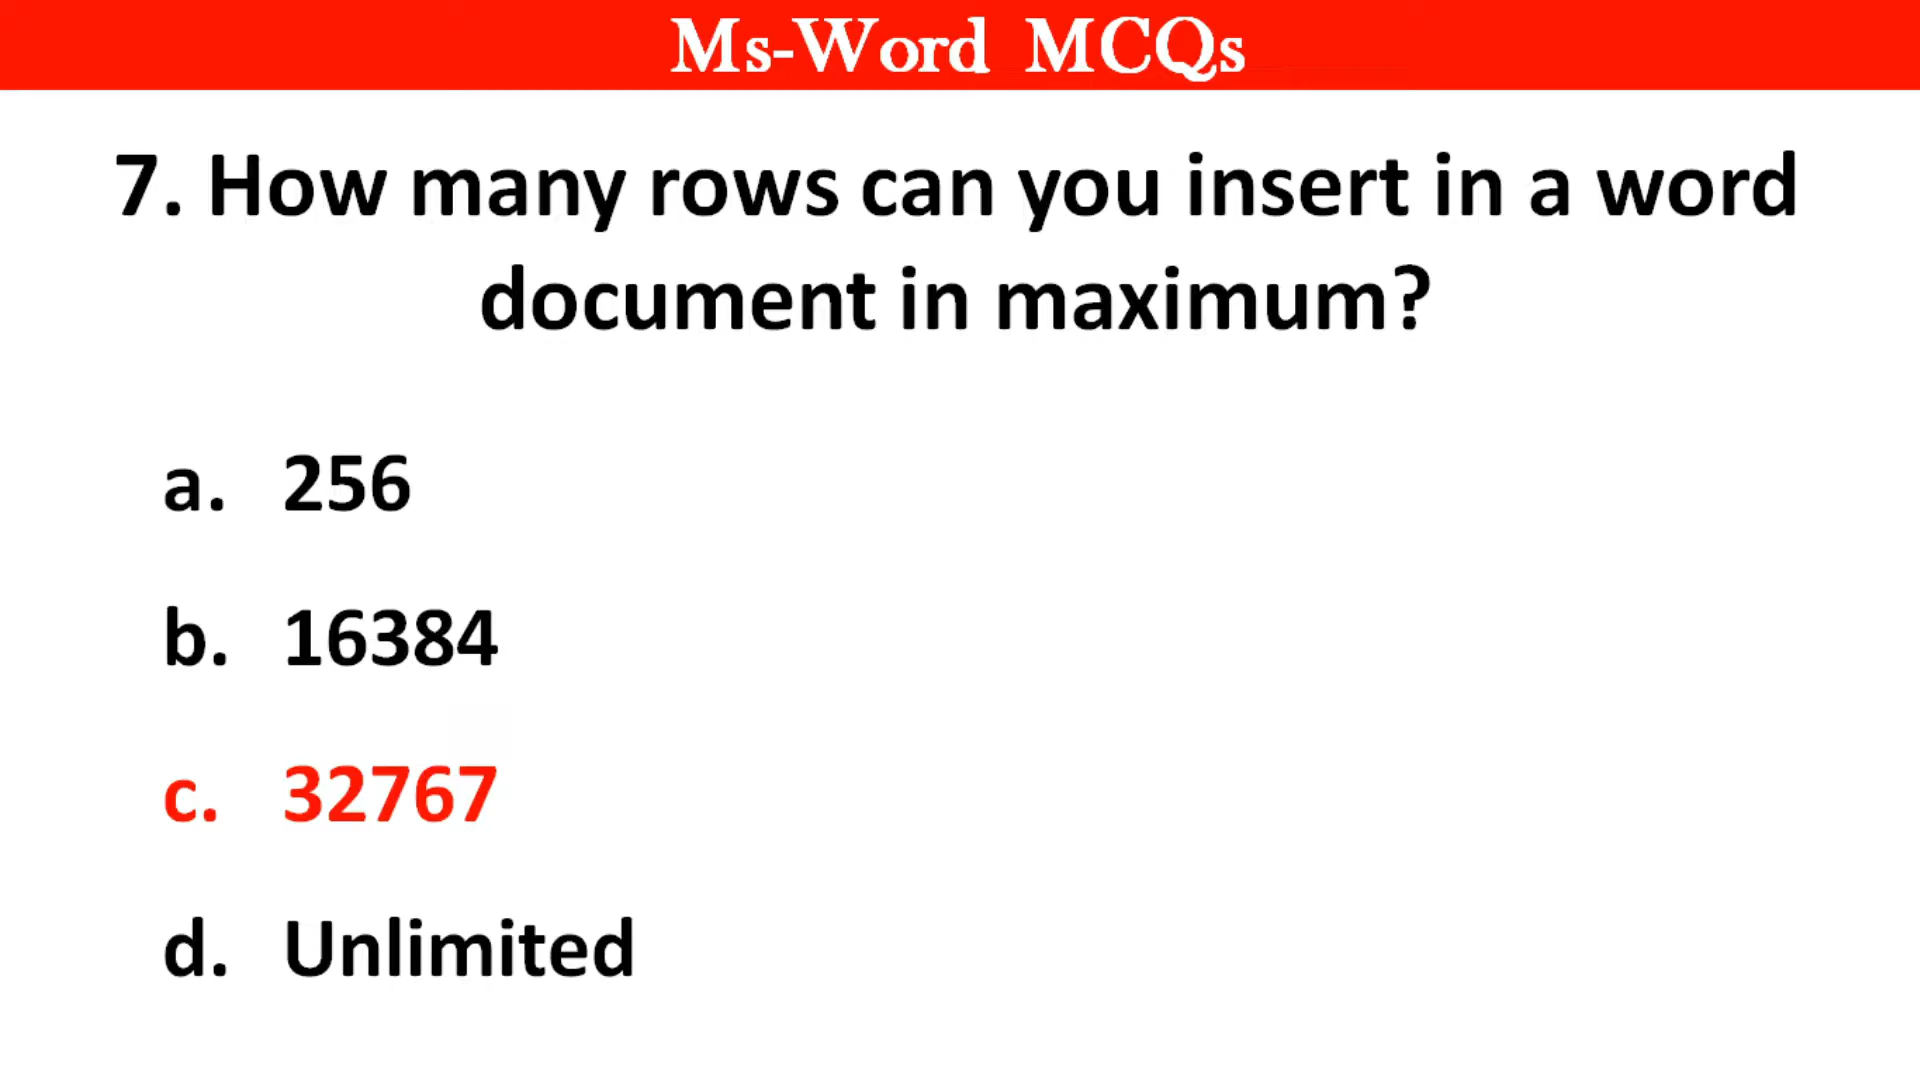 Ms-Word MCQs
7. How many rows can you insert in a word
document in maximum?
a. 256
b. 16384
c. 32767
d. Unlimited